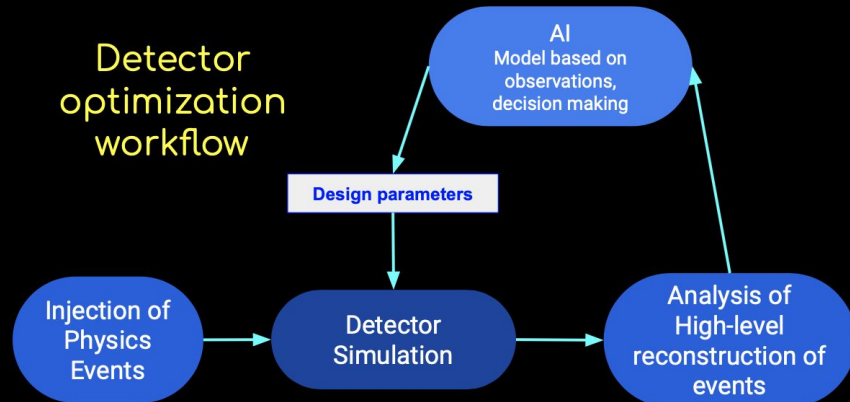 Detector
optimization
workflow
AI
Model based on
observations,
decision making
Design parameters
Injection of
Physics
Events
Detector
Simulation
Analysis of
High-level
reconstruction of
events